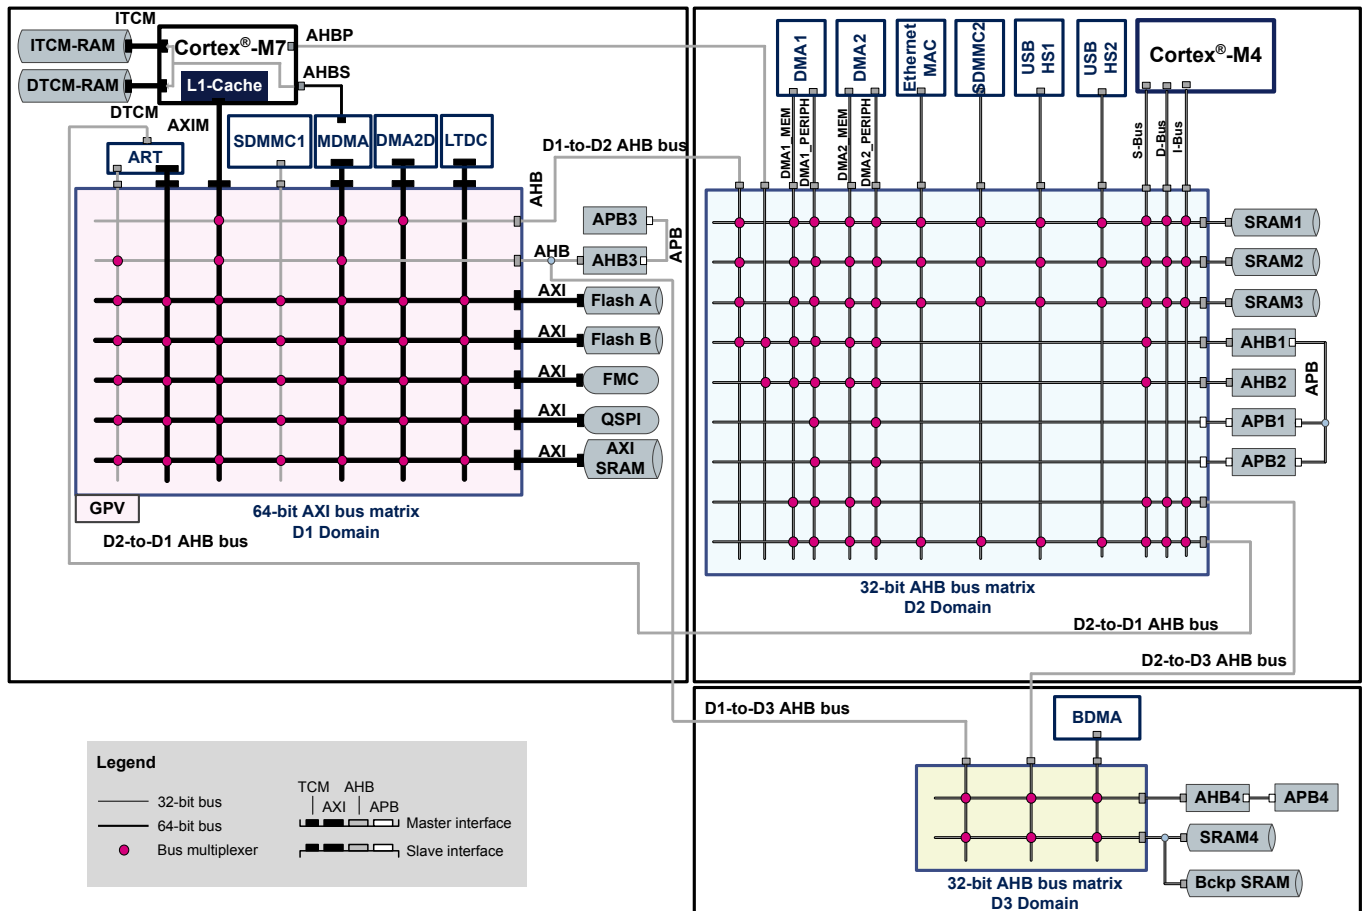 ITCM
ITCM-RAM
DTCM-RAM
DTCM
Cortex®-M7
L1-Cache
AHBP
AHBS
AXIM
ART
SDMMC1
MDMA
DMA2D
LTDC
D1-to-D2 AHB bus
AHB
AHB
APB3
AHB3
APB
AXI
Flash A
AXI
Flash B
AXI
FMC
AXI
QSPI
AXI
AXI
SRAM
GPV
64-bit AXI bus matrix
D1 Domain
D2-to-D1 AHB bus
DMA1
DMA2
Ethernet
MAC
SDMMC2
USB
HS1
USB
HS2
Cortex®-M4
DMA1_MEM
DMA1_PERIPH
DMA2_MEM
DMA2_PERIPH
S-Bus
D-Bus
I-Bus
SRAM1
SRAM2
SRAM3
AHB1
AHB2
APB
APB1
APB2
32-bit AHB bus matrix
D2 Domain
D2-to-D1 AHB bus
D2-to-D3 AHB bus
D1-to-D3 AHB bus
BDMA
AHB4
APB4
SRAM4
Bckp SRAM
32-bit AHB bus matrix
D3 Domain
Legend
32-bit bus
64-bit bus
Bus multiplexer
TCM
AHB
AXI
APB
Master interface
Slave interface